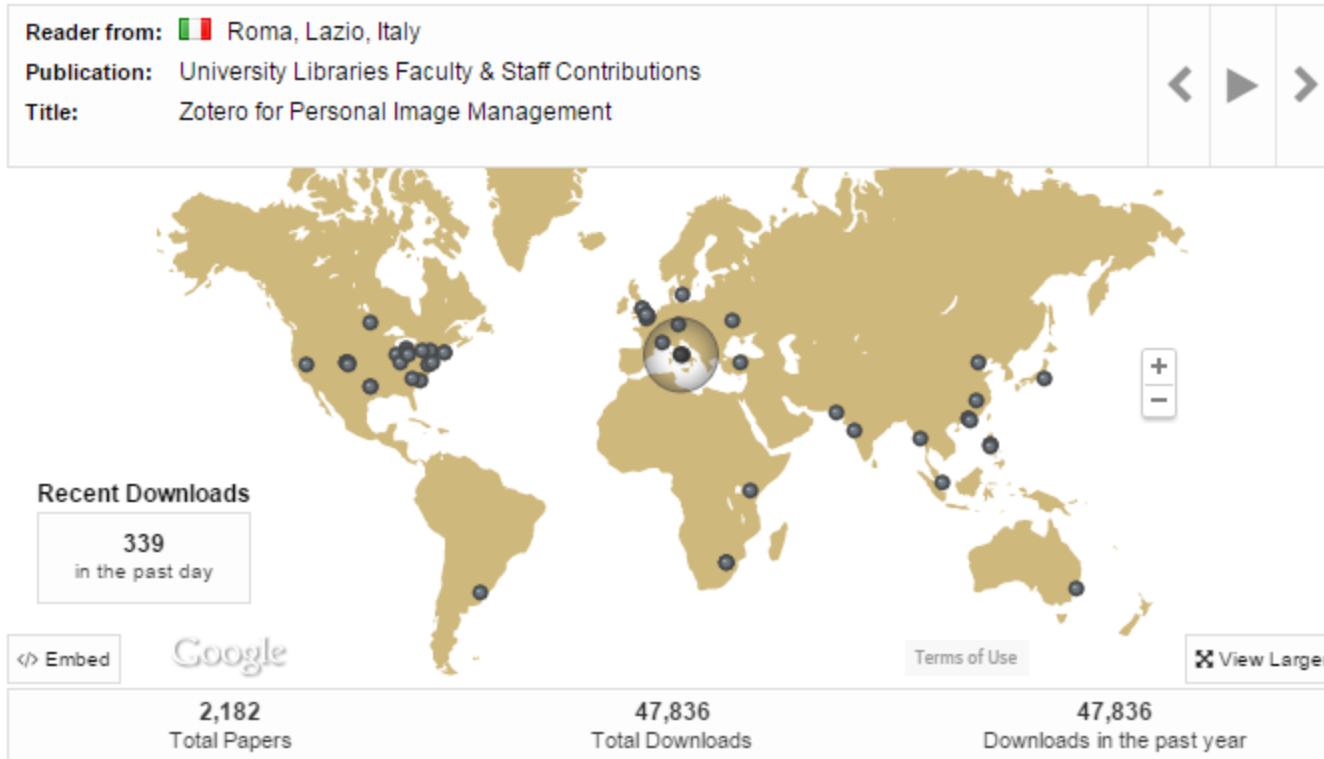 Reader from: Roma, Lazio, Italy
Publication: University Libraries Faculty & Staff Contributions
Title: Zotero for Personal Image Management
+
−
Recent Downloads
339
in the past day
</> Embed
Google
Terms of Use
View Larger
2,182
Total Papers
47,836
Total Downloads
47,836
Downloads in the past year